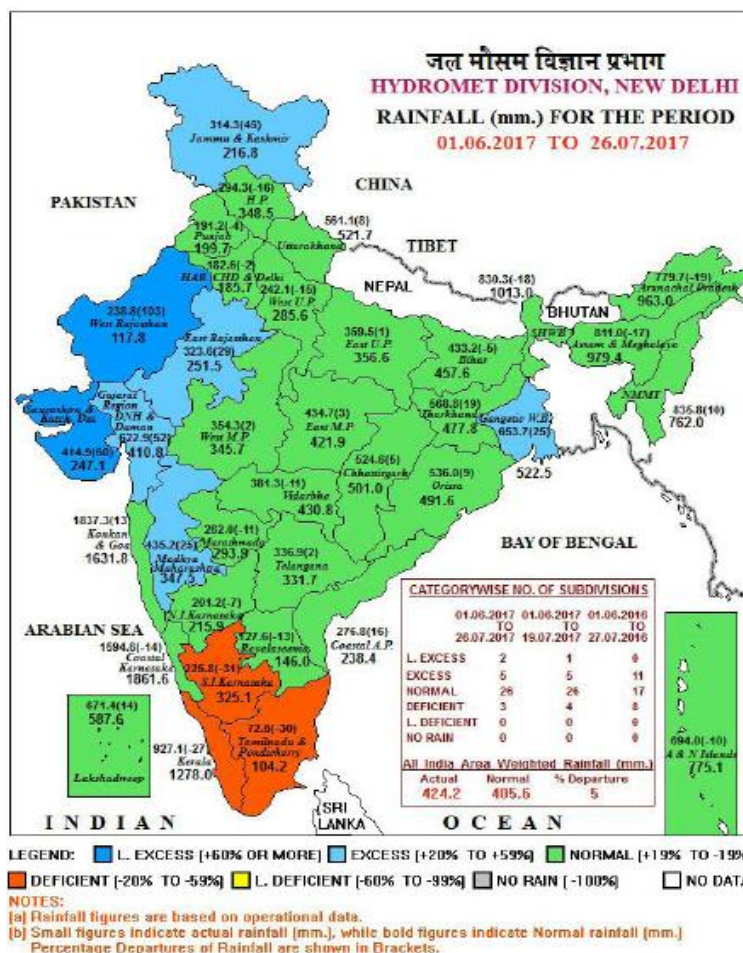 जल मौसम विज्ञान प्रभाग
HYDROMET DIVISION, NEW DELHI
RAINFALL (mm.) FOR THE PERIOD
01.06.2017 TO 26.07.2017
314.3(45)
Jammu & Kashmir
216.8
CHINA
PAKISTAN
294.3(-16)
H.P.
348.5
191.2(-4)
Punjab
199.7
561.1(8)
521.7
Uttarakhand
TIBET
182.6(-2)
HAR. CHD & Delhi
185.7
NEPAL
242.1(-15)
West U.P.
285.6
830.3(-18)
1013.0
779.7(-19)
Arunachal Pradesh
963.0
BHUTAN
238.8(103)
West Rajasthan
117.8
East Rajasthan
323.6(29)
251.5
359.5(1)
East U.P.
356.6
433.2(-5)
Bihar
457.6
SHWB
811.0(-17)
Assam & Meghalaya
979.4
NMMT
835.8(10)
762.0
Saurashtra &
Kutch, Diu
414.9(68)
247.1
Gujarat
Region
DNH &
Daman
622.9(52)
410.8
354.3(2)
West M.P.
345.7
434.7(3)
East M.P.
421.9
568.8(19)
Jharkhand
477.8
Gangetic W.B.
653.7(25)
522.5
524.6(5)
Chhattisgarh
501.0
536.0(9)
Orissa
491.6
381.3(-11)
Vidarbha
430.8
1837.3(13
Konkan
& Goa
1631.8
435.2(25)
Madhya
Maharashtra
347.5
262.0(-11)
Marathwada
293.9
336.9(2)
Telangana
331.7
BAY OF BENGAL
ARABIAN SEA
201.2(-7)
N.I.Karnataka
215.9
127.6(-13)
Rayalaseema
146.0
276.8(16)
Coastal A.P.
238.4
1594.6(-14)
Coastal
Karnataka
1861.6
225.8(-31)
S.I.Karnataka
325.1
671.4(14)
587.6
Lakshadweep
927.1(-27)
Kerala
1278.0
72.6(-30)
Tamilnadu &
Pondicherry
104.2
694.0(-10)
A & N Islands
775.1
CATEGORYWISE NO. OF SUBDIVISIONS
01.06.2017 01.06.2017 01.06.2016
TO TO TO
26.07.2017 19.07.2017 27.07.2016
L. EXCESS 2 1 0
EXCESS 5 5 11
NORMAL 26 26 17
DEFICIENT 3 4 8
L. DEFICIENT 0 0 0
NO RAIN 0 0 0
All India Area Weighted Rainfall (mm.)
Actual Normal % Departure
424.2 405.6 5
SRI
LANKA
INDIAN OCEAN
LEGEND: L. EXCESS (+60% OR MORE) EXCESS (+20% TO +59%) NORMAL (+19% TO -19%
DEFICIENT (-20% TO -59%) L. DEFICIENT (-60% TO -99%) NO RAIN (-100%) NO DATA
NOTES:
(a) Rainfall figures are based on operational data.
(b) Small figures indicate actual rainfall (mm.), while bold figures indicate Normal rainfall (mm.)
Percentage Departures of Rainfall are shown in Brackets.